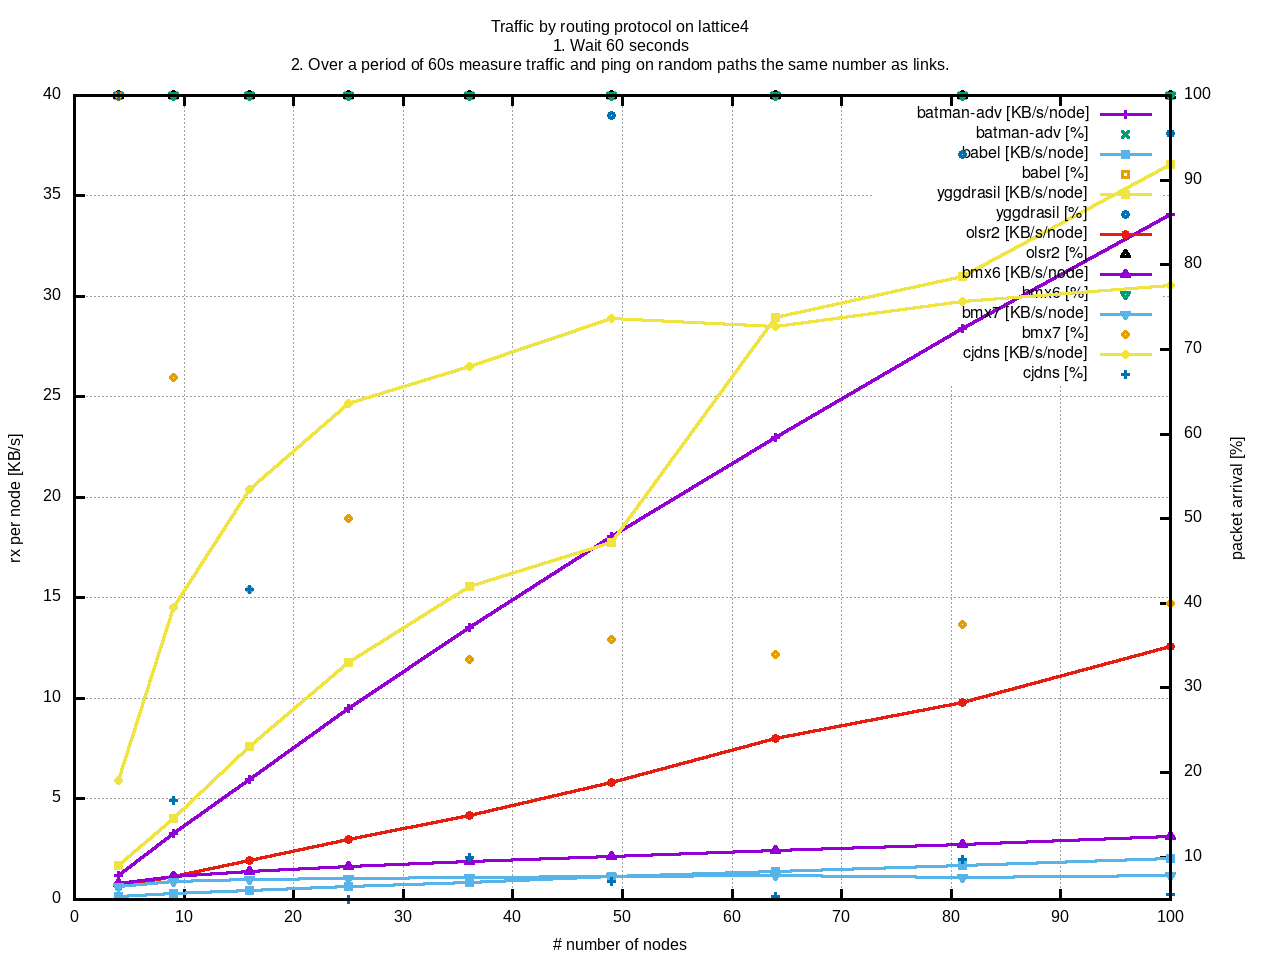 Traffic by routing protocol on lattice4
1. Wait 60 seconds
2. Over a period of 60s measure traffic and ping on random paths the same number as links.
40
35
30
25
20
15
10
5
0
rx per node [KB/s]
batman-adv [KB/s/node]
batman-adv [%]
babel [KB/s/node]
babel [%]
yggdrasil [KB/s/node]
yggdrasil [%]
olsr2 [KB/s/node]
olsr2 [%]
bmx6 [KB/s/node]
bmx6 [%]
bmx7 [KB/s/node]
bmx7 [%]
cjdns [KB/s/node]
cjdns [%]
100
90
80
70
60
50
40
30
20
10
packet arrival [%]
0 10 20 30 40 50 60 70 80 90 100
# number of nodes